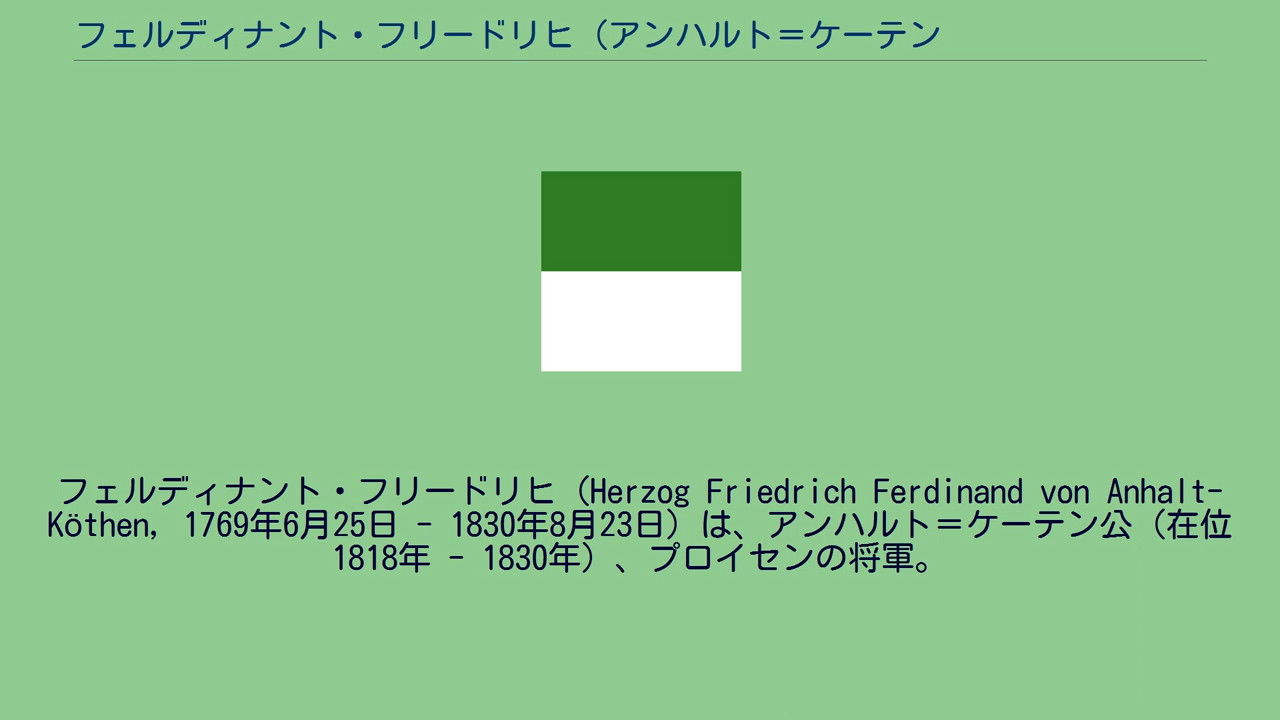 フェルディナント・フリードリヒ（アンハルト＝ケーテン
フェルディナント・フリードリヒ（Herzog Friedrich Ferdinand von Anhalt-
Köthen, 1769年6月25日 - 1830年8月23日）は、アンハルト＝ケーテン公（在位
1818年 - 1830年）、プロイセンの将軍。